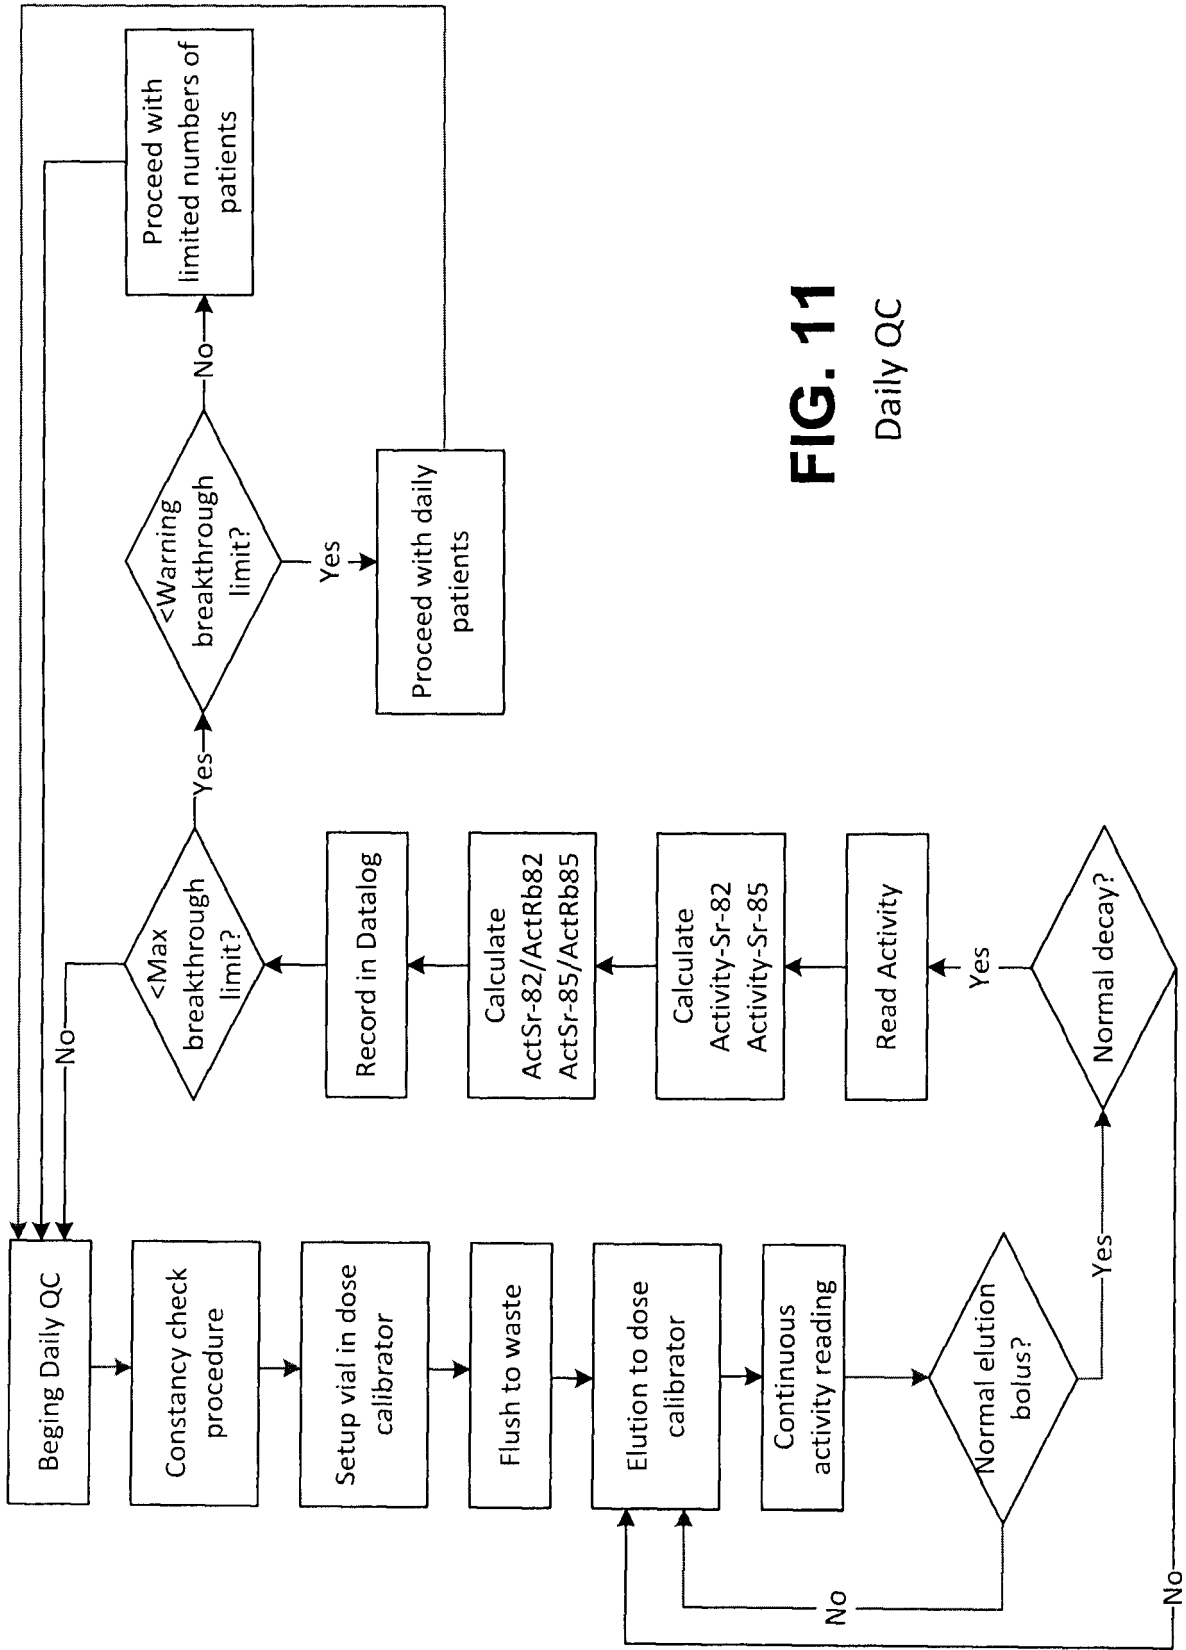 Beging Daily QC
Constancy check
procedure
Setup vial in dose
calibrator
Flush to waste
Elution to dose
calibrator
Continuous
activity reading
Normal elution
bolus?
No
Yes
Normal decay?
No
Yes
Read Activity
Calculate
Activity-Sr-82
Activity-Sr-85
Calculate
ActSr-82/ActRb82
ActSr-85/ActRb85
Record in Datalog
<Max
breakthrough
limit?
No
Yes
<Warning
breakthrough
limit?
No
Yes
Proceed with
limited numbers of
patients
Proceed with daily
patients
FIG. 11
Daily QC